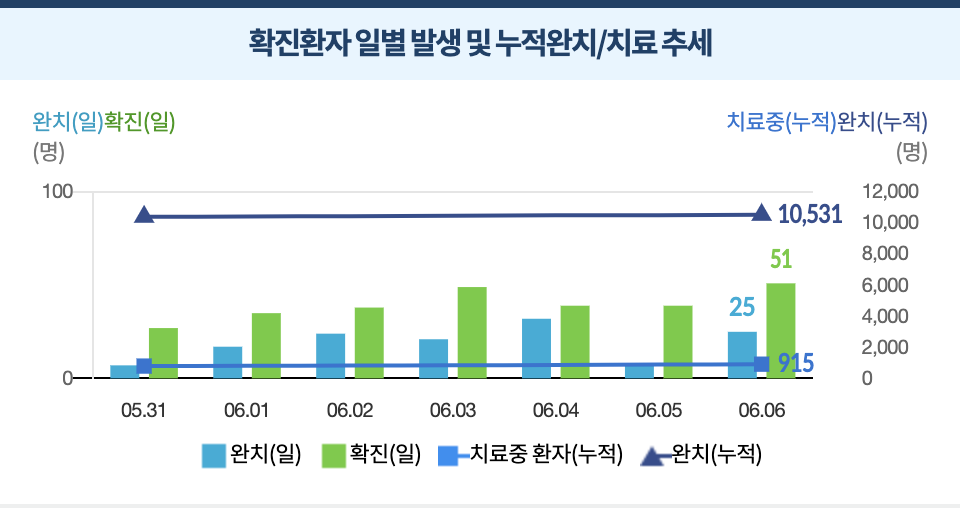 확진환자 일별 발생 및 누적완치/치료 추세
완치(일)확진(일)
(명)
치료중(누적)완치(누적)
(명)
100
0
12,000
10,000
8,000
6,000
4,000
2,000
0
10,531
51
25
915
05.31 06.01 06.02 06.03 06.04 06.05 06.06
완치(일) 확진(일) 치료중 환자(누적) 완치(누적)